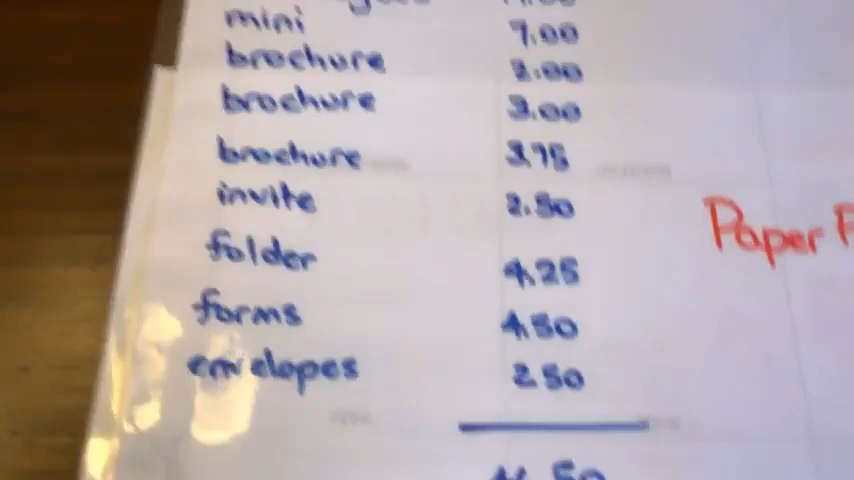 mini 7.00
brochure 2.00
brochure 3.00
brochure 3.75
invite 2.50
folder 4.25
forms 4.50
envelopes 2.50
Paper